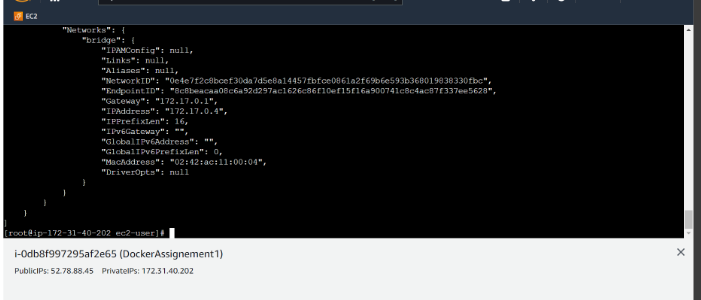 EC2
"Networks": {
"bridge": {
"IPAMConfig": null,
"Links": null,
"Aliases": null,
"NetworkID": "0e4e7f2c8bcef30da7d5e8a14457fbfce0861a2f69b6e593b368019838330fbc",
"EndpointID": "8c8beacaa08c6a92d297ac1626c86f10ef15f16a900741c8c4ac87f337ee5628",
"Gateway": "172.17.0.1",
"IPAddress": "172.17.0.4",
"IPPrefixLen": 16,
"IPv6Gateway": "",
"GlobalIPv6Address": "",
"GlobalIPv6PrefixLen": 0,
"MacAddress": "02:42:ac:11:00:04",
"DriverOpts": null
}
}
}
}
]
[root@ip-172-31-40-202 ec2-user]#
i-0db8f997295af2e65 (DockerAssignement1)
PublicIPs: 52.78.88.45 PrivateIPs: 172.31.40.202